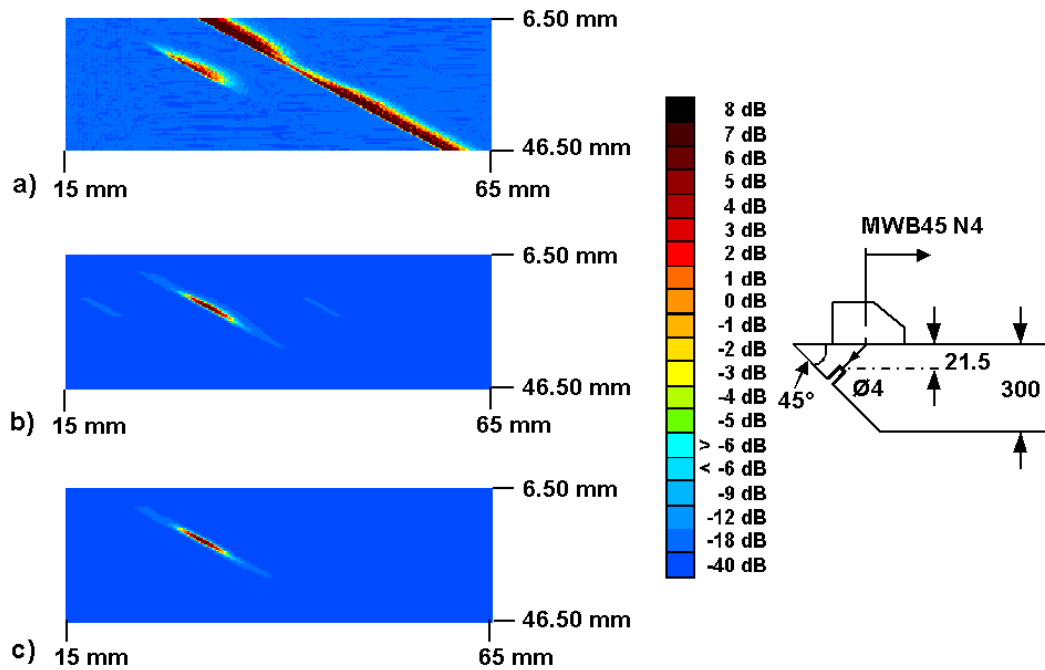 6.50 mm
46.50 mm
a)
15 mm
65 mm
6.50 mm
46.50 mm
b)
15 mm
65 mm
6.50 mm
46.50 mm
c)
15 mm
65 mm
8 dB
7 dB
6 dB
5 dB
4 dB
3 dB
2 dB
1 dB
0 dB
-1 dB
-2 dB
-3 dB
-4 dB
-5 dB
> -6 dB
< -6 dB
-9 dB
-12 dB
-18 dB
-40 dB
MWB45 N4
21.5
45°
Ø4
300